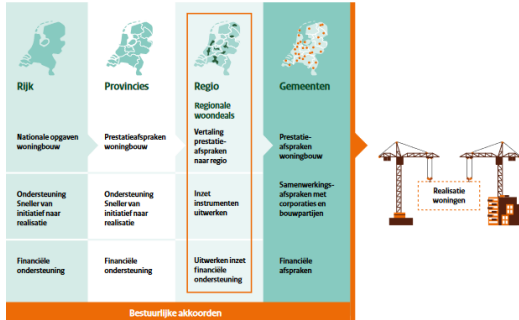 Rijk
Provincies
Regio
Gemeenten
Regionale
woondeals
Nationale opgaven
woningbouw
Prestatieafspraken
woningbouw
Vertaling
prestatie-
afspraken
naar regio
Prestatie-
afspraken
woningbouw
Ondersteuning
Sneller van
initiatief naar
realisatie
Ondersteuning
Sneller van
initiatief naar
realisatie
Inzet
instrumenten
uitwerken
Samenwerkings-
afspraken met
corporaties en
bouwpartijen
Financiële
ondersteuning
Financiële
ondersteuning
Uitwerken inzet
financiële
ondersteuning
Financiële
afspraken
Bestuurlijke akkoorden
Realisatie
woningen